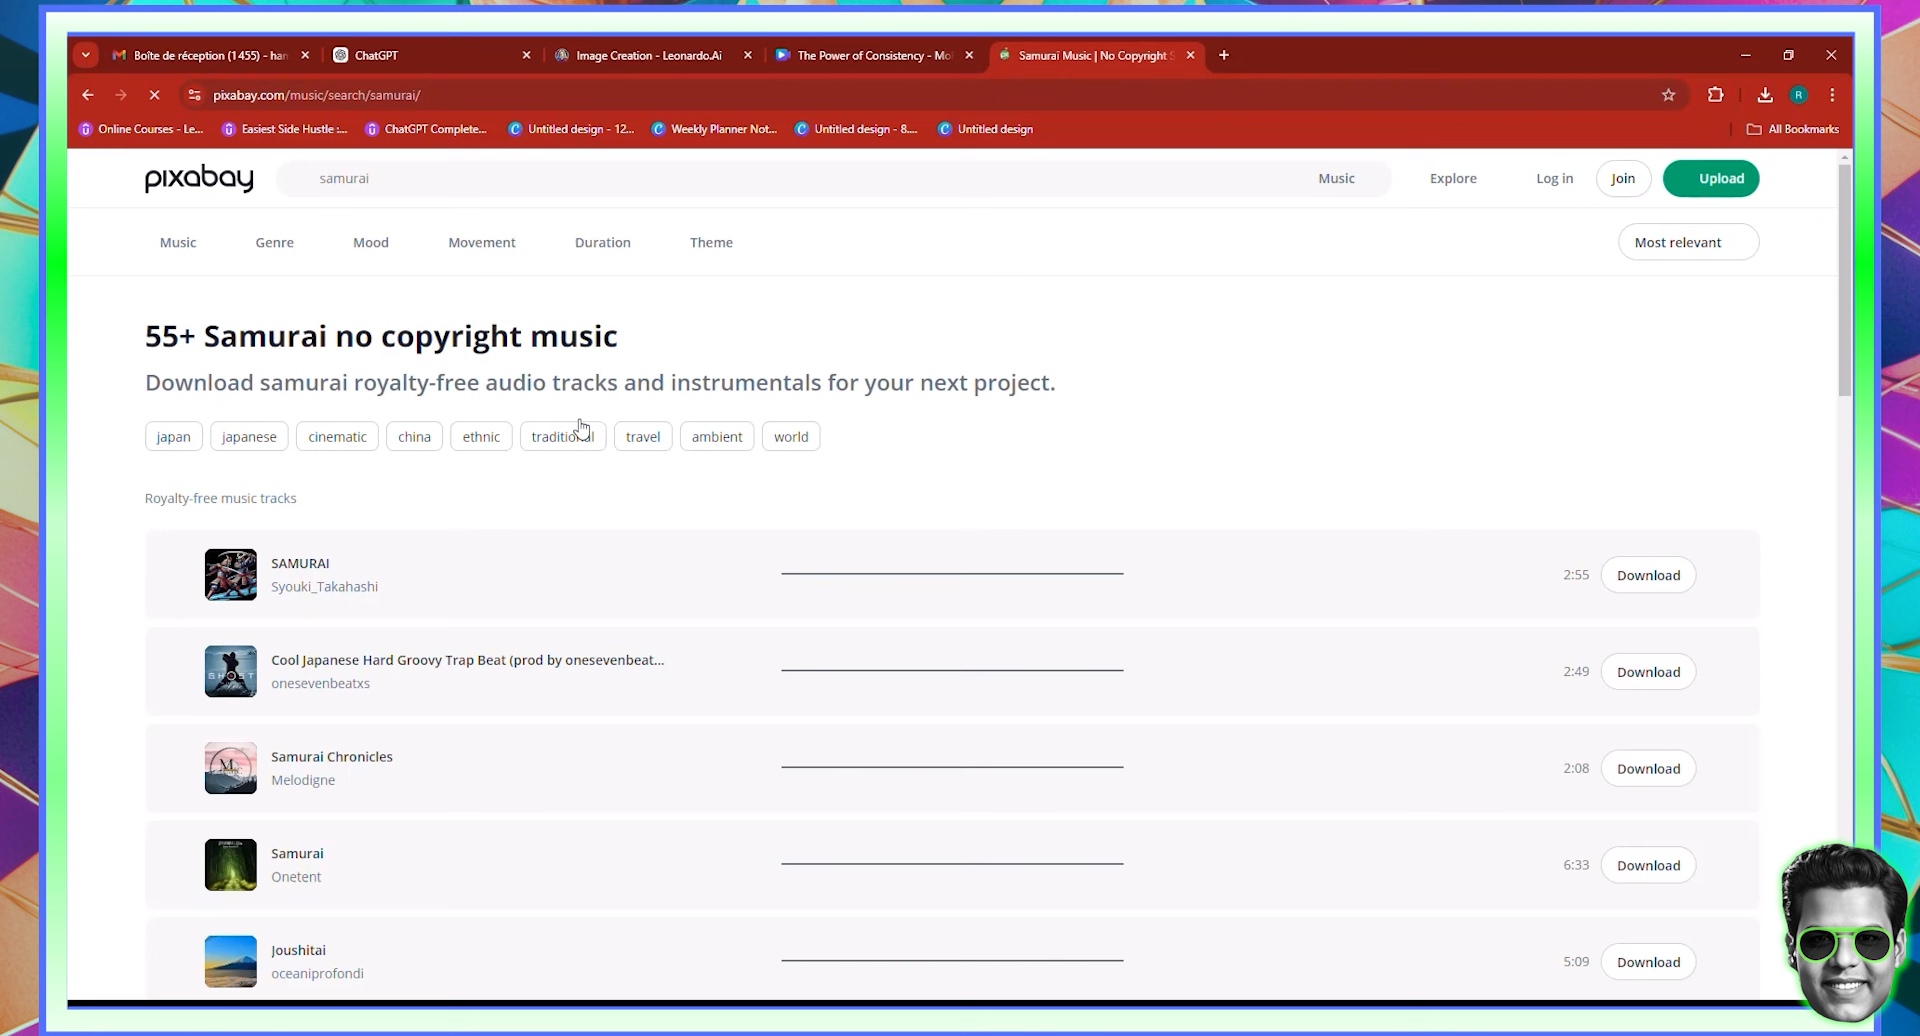 Boîte de réception (1 455) - han
ChatGPT
Image Creation - Leonardo.Ai
The Power of Consistency - Mo
Samurai Music | No Copyright S
pixabay.com/music/search/samurai/
R
Online Courses - Le...
Easiest Side Hustle :...
ChatGPT Complete...
Untitled design - 12...
Weekly Planner Not...
Untitled design - 8....
Untitled design
All Bookmarks
pixabay
samurai
Music
Explore
Log in
Join
Upload
Music
Genre
Mood
Movement
Duration
Theme
Most relevant
55+ Samurai no copyright music
Download samurai royalty-free audio tracks and instrumentals for your next project.
japan
japanese
cinematic
china
ethnic
traditional
travel
ambient
world
Royalty-free music tracks
SAMURAI
Syouki_Takahashi
2:55
Download
Cool Japanese Hard Groovy Trap Beat (prod by onesevenbeat...
onesevenbeatxs
2:49
Download
Samurai Chronicles
Melodigne
2:08
Download
Samurai
Onetent
6:33
Download
Joushitai
oceaniprofondi
5:09
Download